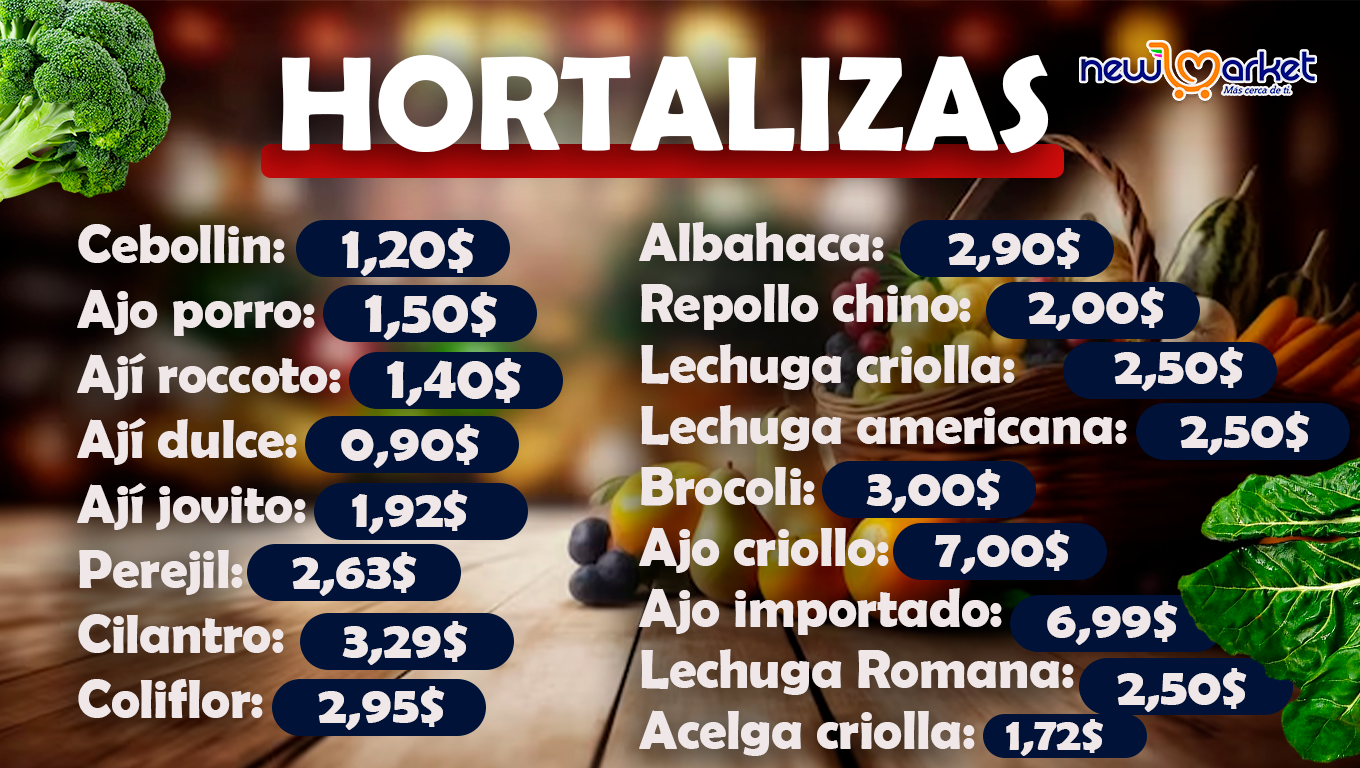 HORTALIZAS
new Market
Más cerca de ti.
Cebollin: 1,20$
Ajo porro: 1,50$
Ají roccoto: 1,40$
Ají dulce: 0,90$
Ají jovito: 1,92$
Perejil: 2,63$
Cilantro: 3,29$
Coliflor: 2,95$
Albahaca: 2,90$
Repollo chino: 2,00$
Lechuga criolla: 2,50$
Lechuga americana: 2,50$
Brocoli: 3,00$
Ajo criollo: 7,00$
Ajo importado: 6,99$
Lechuga Romana: 2,50$
Acelga criolla: 1,72$